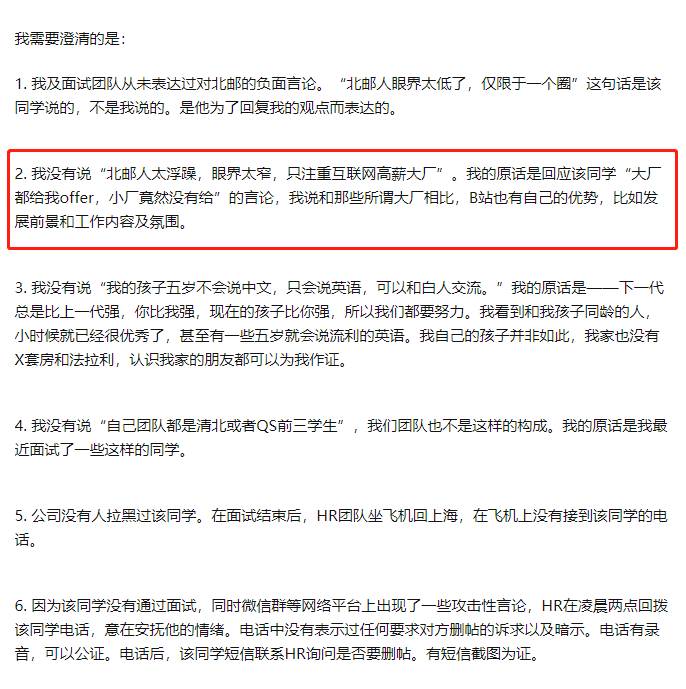 我需要澄清的是：
1. 我及面试团队从未表达过对北邮的负面言论。“北邮人眼界太低了，仅限于一个圈”这句话是该
同学说的，不是我说的。是他为了回复我的观点而表达的。
2. 我没有说“北邮人太浮躁，眼界太窄，只注重互联网高薪大厂”。我的原话是回应该同学“大厂
都给我offer，小厂竟然没有给”的言论，我说和那些所谓大厂相比，B站也有自己的优势，比如发
展前景和工作内容及氛围。
3. 我没有说“我的孩子五岁不会说中文，只会说英语，可以和白人交流。”我的原话是——下一代
总是比上一代强，你比我强，现在的孩子比你强，所以我们都要努力。我看到和我孩子同龄的人，
小时候就已经很优秀了，甚至有一些五岁就会说流利的英语。我自己的孩子并非如此，我家也没有
X套房和法拉利，认识我家的朋友都可以为我作证。
4. 我没有说“自己团队都是清北或者QS前三学生”，我们团队也不是这样的构成。我的原话是我最
近面试了一些这样的同学。
5. 公司没有人拉黑过该同学。在面试结束后，HR团队坐飞机回上海，在飞机上没有接到该同学的电
话。
6. 因为该同学没有通过面试，同时微信群等网络平台上出现了一些攻击性言论，HR在凌晨两点回拨
该同学电话，意在安抚他的情绪。电话中没有表示过任何要求对方删帖的诉求以及暗示。电话有录
音，可以公证。电话后，该同学短信联系HR询问是否要删帖。有短信截图为证。